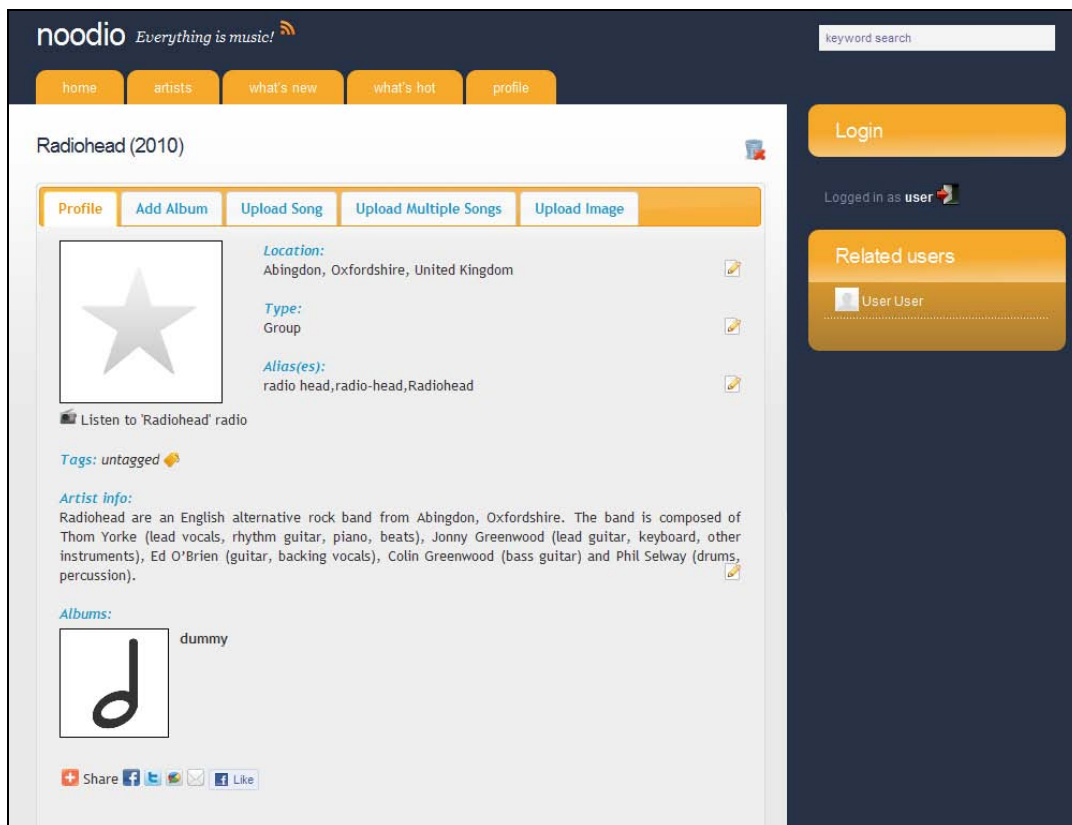 noodio Everything is music!
keyword search
home artists what's new what's hot profile
Radiohead (2010)
Profile Add Album Upload Song Upload Multiple Songs Upload Image
Location:
Abingdon, Oxfordshire, United Kingdom
Type:
Group
Alias(es):
radio head,radio-head,Radiohead
Listen to 'Radiohead' radio
Tags: untagged
Artist info:
Radiohead are an English alternative rock band from Abingdon, Oxfordshire. The band is composed of
Thom Yorke (lead vocals, rhythm guitar, piano, beats), Jonny Greenwood (lead guitar, keyboard, other
instruments), Ed O'Brien (guitar, backing vocals), Colin Greenwood (bass guitar) and Phil Selway (drums,
percussion).
Albums:
dummy
Share Like
Login
Logged in as user
Related users
User User